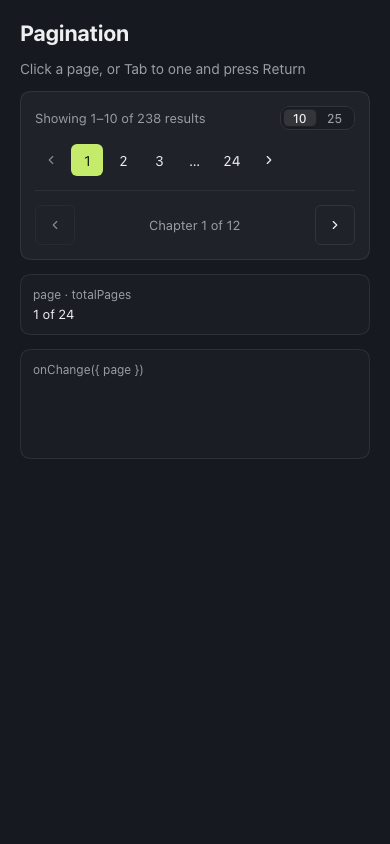 Pagination
Click a page, or Tab to one and press Return
Showing 1–10 of 238 results 10 25
1 2 3 … 24
Chapter 1 of 12
page · totalPages
1 of 24
onChange({ page })